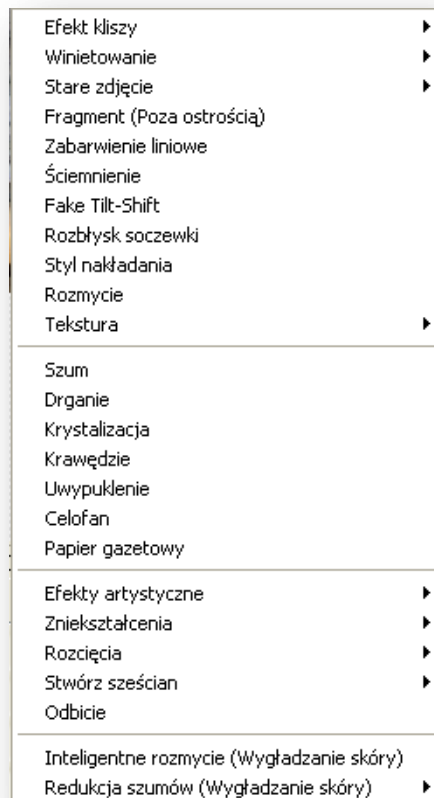 Efekt kliszy
Winietowanie
Stare zdjęcie
Fragment (Poza ostrością)
Zabarwienie liniowe
Ściemnienie
Fake Tilt-Shift
Rozbłysk soczewki
Styl nakładania
Rozmycie
Tekstura
Szum
Drganie
Krystalizacja
Krawędzie
Uwypuklenie
Celofan
Papier gazetowy
Efekty artystyczne
Zniekształcenia
Rozcięcia
Stwórz sześcian
Odbicie
Inteligentne rozmycie (Wygładzanie skóry)
Redukcja szumów (Wygładzanie skóry)